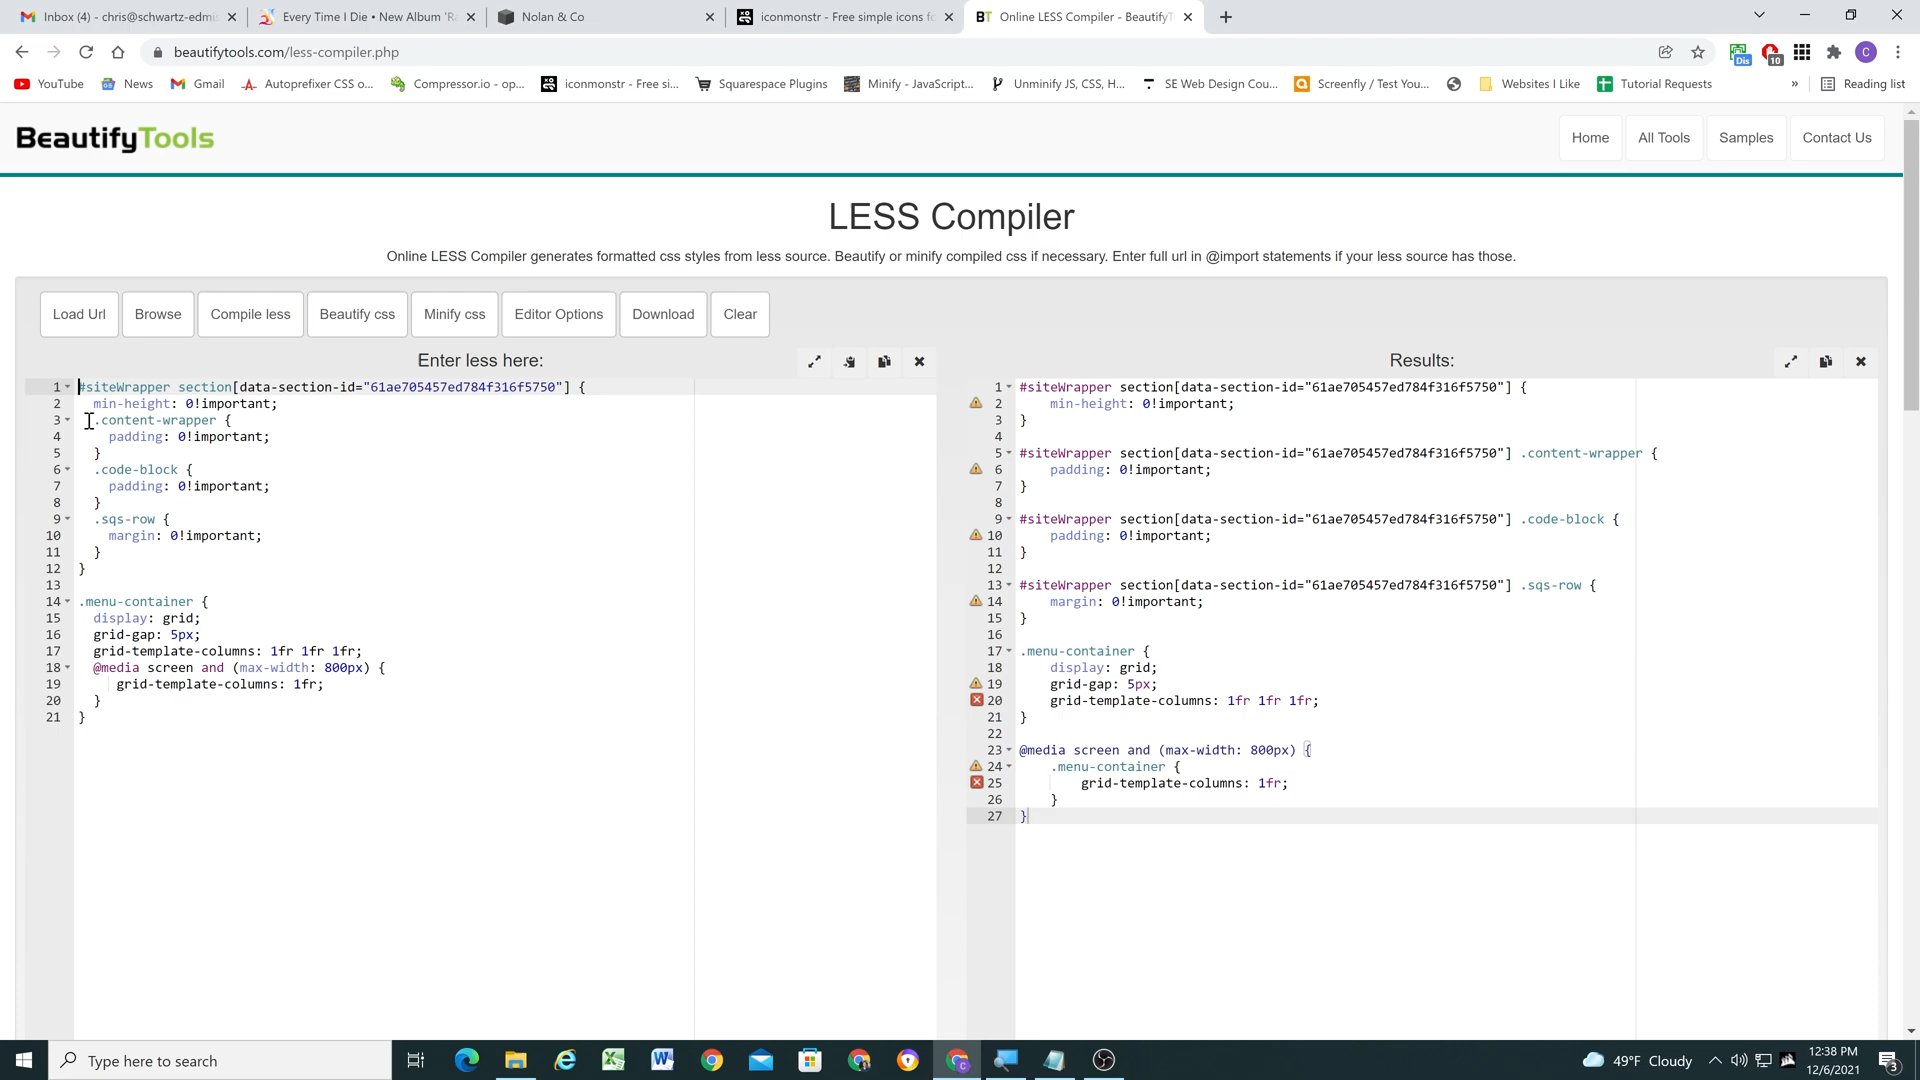 Inbox (4) - chris@schwartz-edmi
Every Time I Die • New Album 'Ra
Nolan & Co
iconmonstr - Free simple icons fo
BT Online LESS Compiler - BeautifyT
beautifytools.com/less-compiler.php
Dis
10
C
YouTube
News
Gmail
Autoprefixer CSS o...
Compressor.io - op...
iconmonstr - Free si...
Squarespace Plugins
Minify - JavaScript...
Unminify JS, CSS, H...
SE Web Design Cou...
Screenfly / Test You...
Websites I Like
Tutorial Requests
»
Reading list
BeautifyTools
Home
All Tools
Samples
Contact Us
LESS Compiler
Online LESS Compiler generates formatted css styles from less source. Beautify or minify compiled css if necessary. Enter full url in @import statements if your less source has those.
Load Url
Browse
Compile less
Beautify css
Minify css
Editor Options
Download
Clear
Enter less here:
1 #siteWrapper section[data-section-id="61ae705457ed784f316f5750"] {
2 min-height: 0!important;
3 .content-wrapper {
4 padding: 0!important;
5 }
6 .code-block {
7 padding: 0!important;
8 }
9 .sqs-row {
10 margin: 0!important;
11 }
12 }
13
14 .menu-container {
15 display: grid;
16 grid-gap: 5px;
17 grid-template-columns: 1fr 1fr 1fr;
18 @media screen and (max-width: 800px) {
19 grid-template-columns: 1fr;
20 }
21 }
Results:
1 #siteWrapper section[data-section-id="61ae705457ed784f316f5750"] {
2 min-height: 0!important;
3 }
4
5 #siteWrapper section[data-section-id="61ae705457ed784f316f5750"] .content-wrapper {
6 padding: 0!important;
7 }
8
9 #siteWrapper section[data-section-id="61ae705457ed784f316f5750"] .code-block {
10 padding: 0!important;
11 }
12
13 #siteWrapper section[data-section-id="61ae705457ed784f316f5750"] .sqs-row {
14 margin: 0!important;
15 }
16
17 .menu-container {
18 display: grid;
19 grid-gap: 5px;
20 grid-template-columns: 1fr 1fr 1fr;
21 }
22
23 @media screen and (max-width: 800px) {
24 .menu-container {
25 grid-template-columns: 1fr;
26 }
27 }
Type here to search
49°F Cloudy
12:38 PM
12/6/2021
3